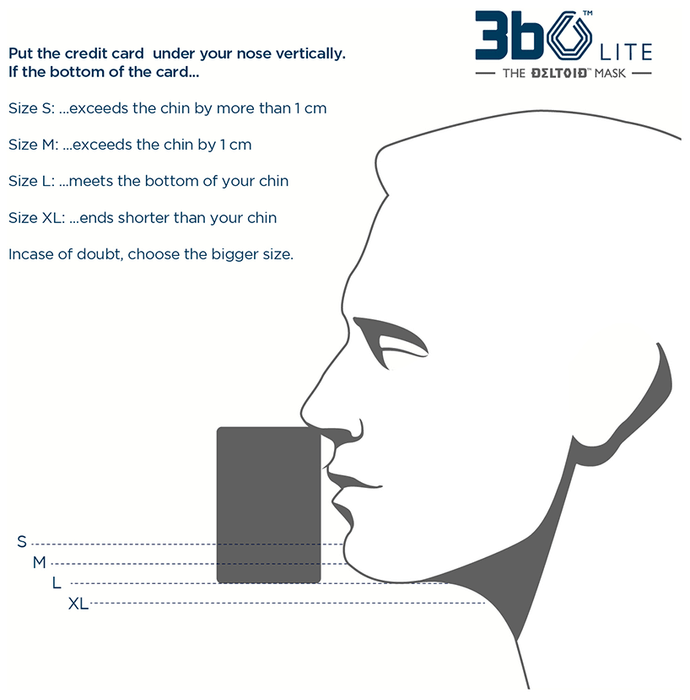 3b6™ LITE
THE DELTOID™ MASK
Put the credit card under your nose vertically.
If the bottom of the card...
Size S: ...exceeds the chin by more than 1 cm
Size M: ...exceeds the chin by 1 cm
Size L: ...meets the bottom of your chin
Size XL: ...ends shorter than your chin
Incase of doubt, choose the bigger size.
S
M
L
XL